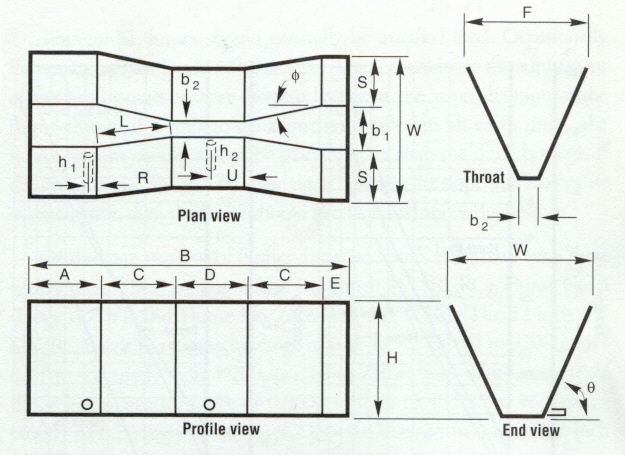 F
b2
φ
S
W
L
b1
h1
h2
R
U
S
Throat
Plan view
b2
B
W
A
C
D
C
E
H
θ
Profile view
End view